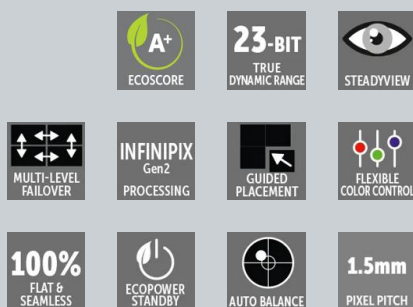 A+
ECOSCORE
23-BIT
TRUE
DYNAMIC RANGE
STEADYVIEW
MULTI-LEVEL
FAILOVER
INFINIPIX
Gen2
PROCESSING
GUIDED
PLACEMENT
FLEXIBLE
COLOR CONTROL
100%
FLAT &
SEAMLESS
ECOPOWER
STANDBY
AUTO BALANCE
1.5mm
PIXEL PITCH